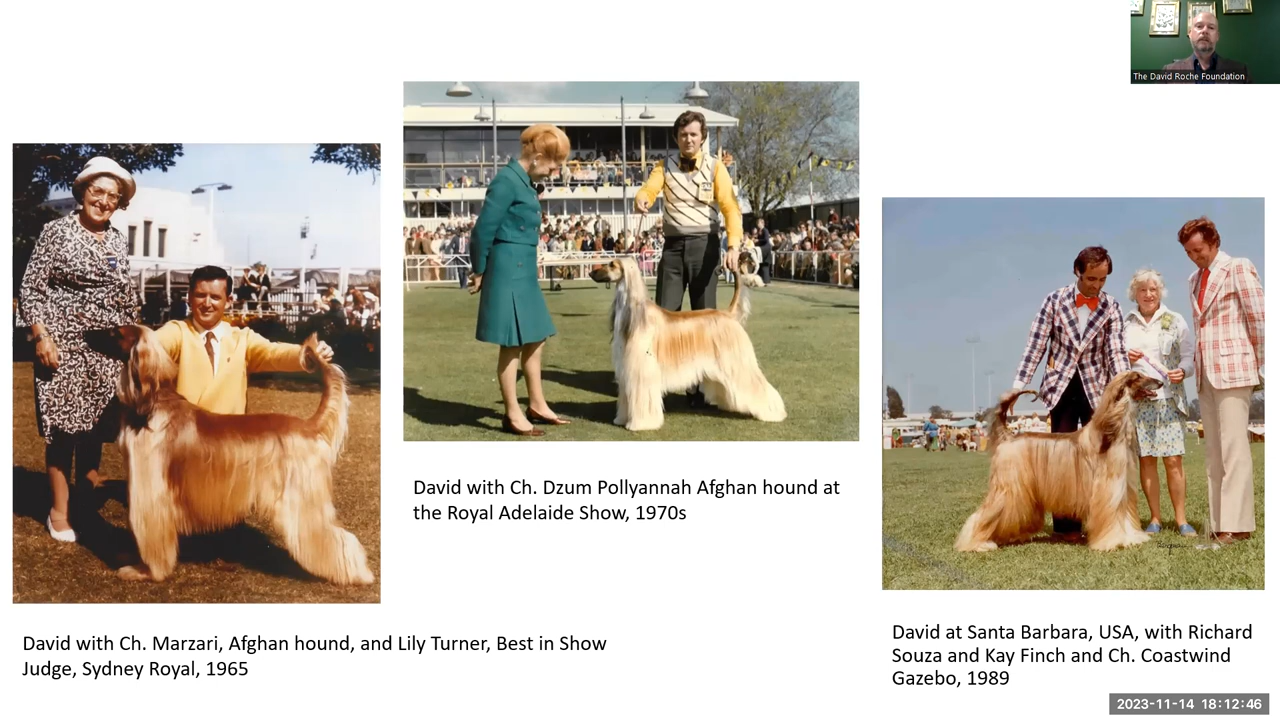 The David Roche Foundation
David with Ch. Dzum Pollyannah Afghan hound at
the Royal Adelaide Show, 1970s
David with Ch. Marzari, Afghan hound, and Lily Turner, Best in Show
Judge, Sydney Royal, 1965
David at Santa Barbara, USA, with Richard
Souza and Kay Finch and Ch. Coastwind
Gazebo, 1989
2023-11-14 18:12:46